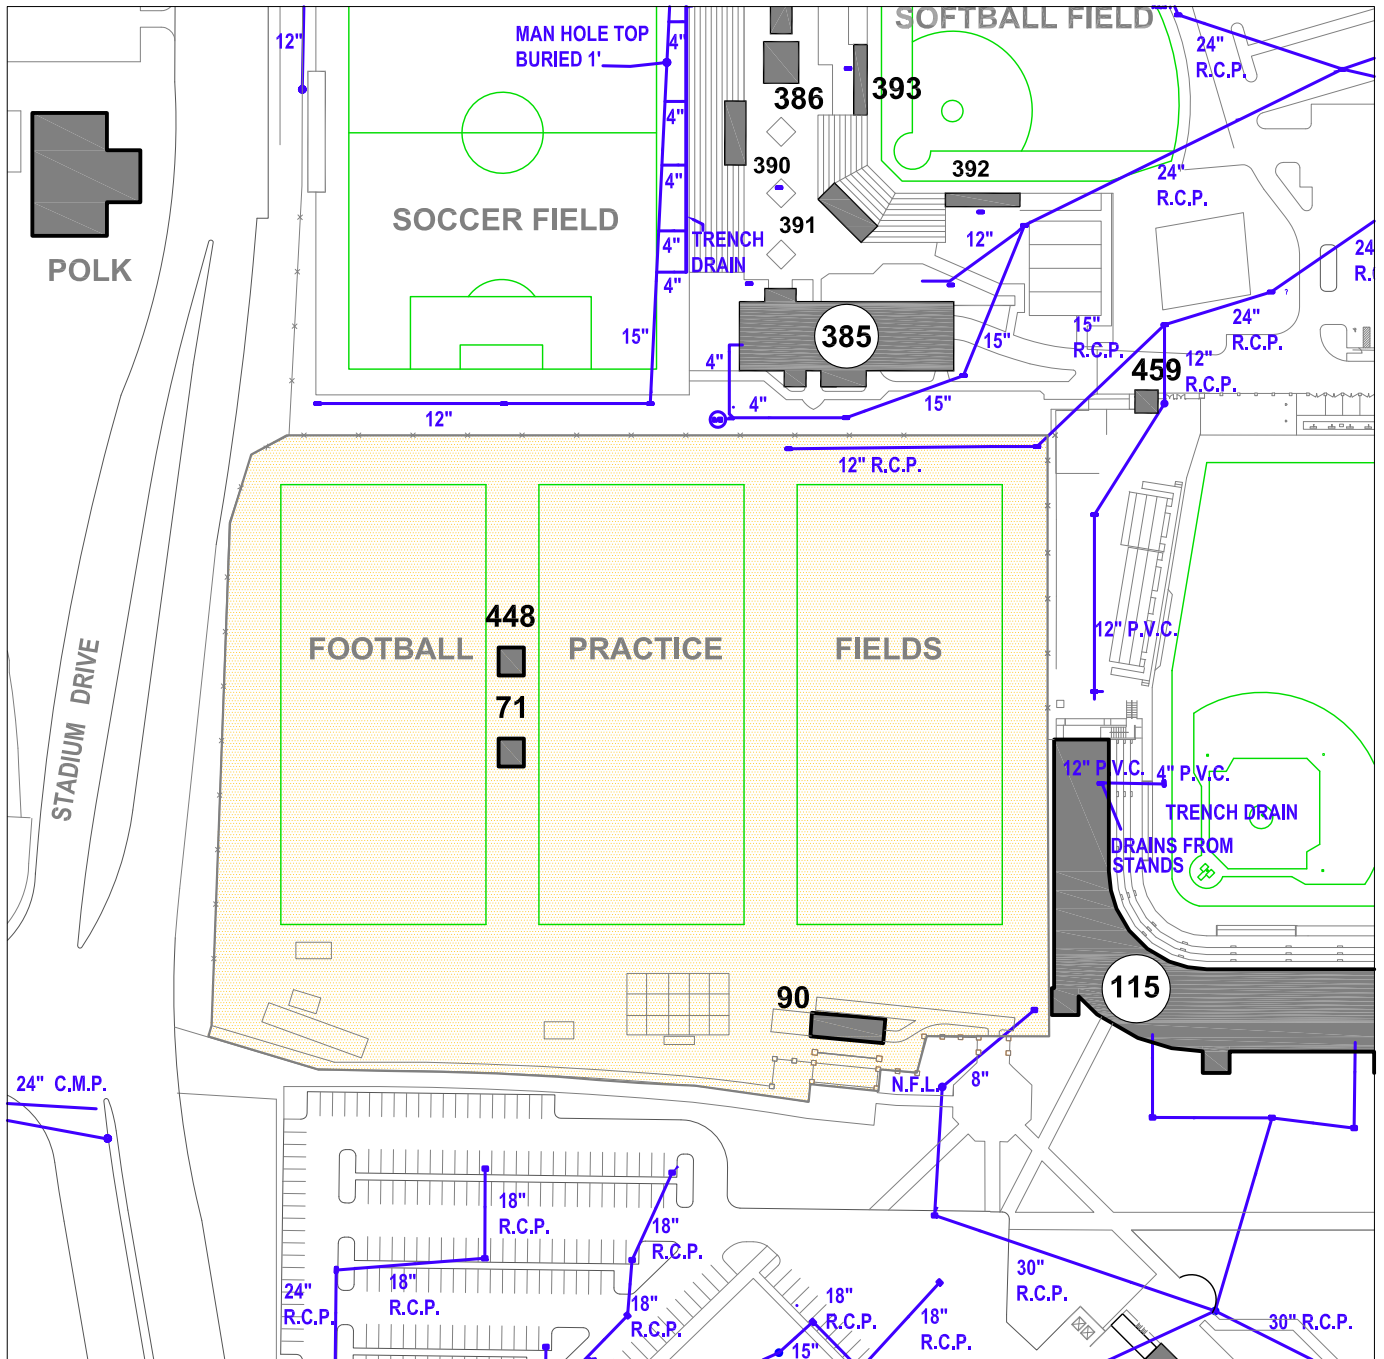 SOFTBALL FIELD
12"
MAN HOLE TOP
BURIED 1'
4"
24"
R.C.P.
386
393
4"
390
392
4"
24"
R.C.P.
SOCCER FIELD
391
4"
TRENCH
DRAIN
12"
24
POLK
4"
15"
385
15"
15"
R.C.P.
24"
R.C.P.
4"
459
12"
R.C.P.
12"
4"
15"
12" R.C.P.
448
FOOTBALL
PRACTICE
FIELDS
12" P.V.C.
71
STADIUM DRIVE
12" P.V.C.
4" P.V.C.
TRENCH DRAIN
DRAINS FROM
STANDS
90
115
24" C.M.P.
N.F.L.
8"
18"
R.C.P.
18"
R.C.P.
24"
R.C.P.
18"
R.C.P.
18"
R.C.P.
18"
R.C.P.
18"
R.C.P.
30"
R.C.P.
30" R.C.P.
15"